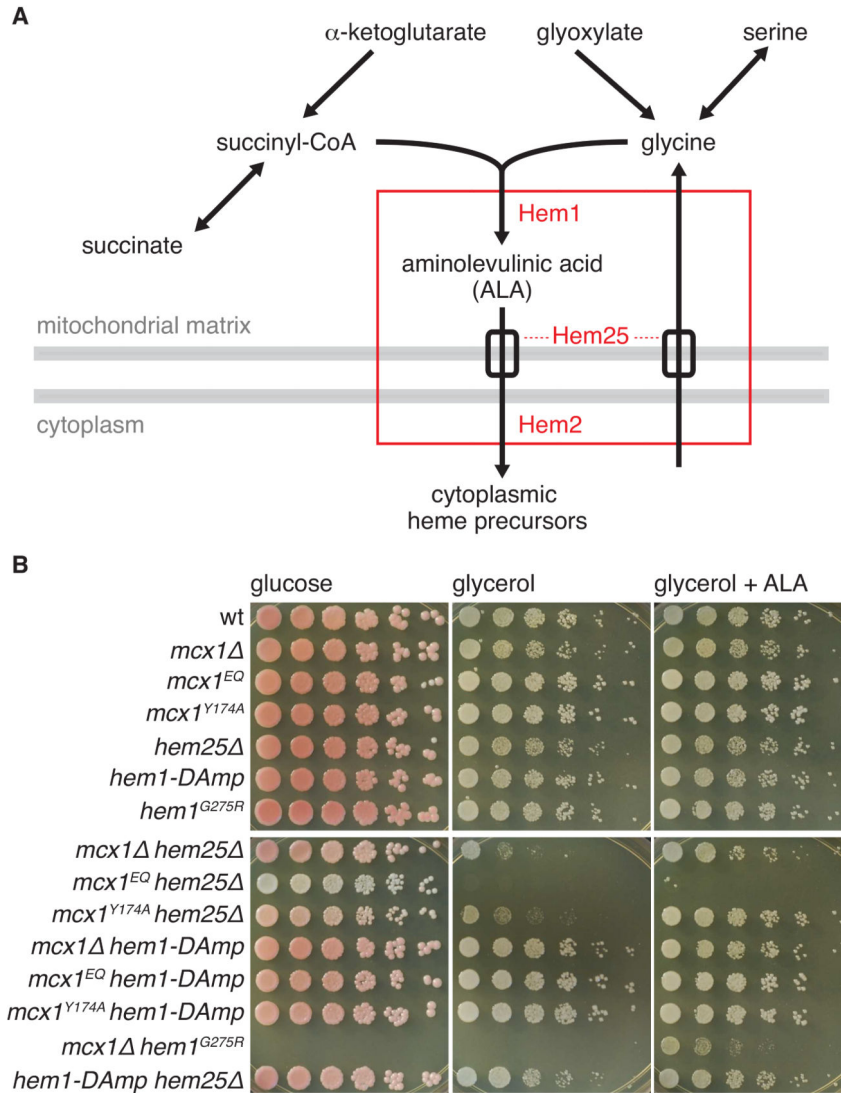 A
α-ketoglutarate glyoxylate serine
succinyl-CoA glycine
Hem1
succinate
aminolevulinic acid
(ALA)
mitochondrial matrix
Hem25
cytoplasm
Hem2
cytoplasmic
heme precursors
B
glucose glycerol glycerol + ALA
wt
mcx1Δ
mcx1EQ
mcx1Y174A
hem25Δ
hem1-DAmp
hem1G275R
mcx1Δ hem25Δ
mcx1EQ hem25Δ
mcx1Y174A hem25Δ
mcx1Δ hem1-DAmp
mcx1EQ hem1-DAmp
mcx1Y174A hem1-DAmp
mcx1Δ hem1G275R
hem1-DAmp hem25Δ